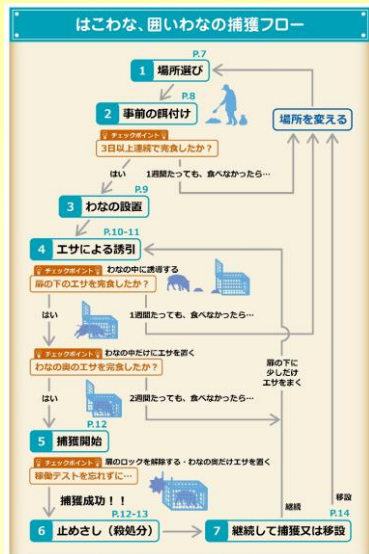 はこわな、囲いわなの捕獲フロー
P.7
1 場所選び
P.8
2 事前の餌付け
場所を変える
チェックポイント
3日以上連続で完食したか？
はい 1週間たっても、食べなかったら…
P.9
3 わなの設置
P.10-11
4 エサによる誘引
チェックポイント わなの中に誘導する
扉の下のエサを完食したか？
はい 1週間たっても、食べなかったら…
チェックポイント わなの中だけにエサを置く
わなの奥のエサを完食したか？
扉の下に
少しだけ
エサをまく
はい 2週間たっても、食べなかったら…
P.12
5 捕獲開始
チェックポイント 扉のロックを解除する・わなの奥だけエサを置く
稼働テストを忘れずに…
捕獲成功！！
継続
移設
P.12-13
P.14
6 止めさし（殺処分）
7 継続して捕獲又は移設